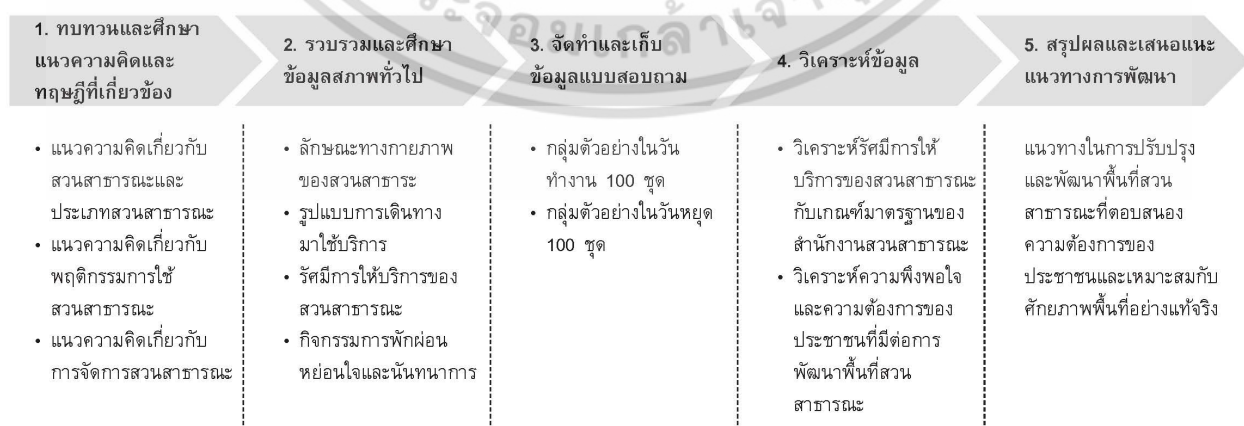 1. ทบทวนและศึกษา
แนวความคิดและ
ทฤษฎีที่เกี่ยวข้อง
2. รวบรวมและศึกษา
ข้อมูลสภาพทั่วไป
3. จัดทำและเก็บ
ข้อมูลแบบสอบถาม
4. วิเคราะห์ข้อมูล
5. สรุปผลและเสนอแนะ
แนวทางการพัฒนา
• แนวความคิดเกี่ยวกับ
สวนสาธารณะและ
ประเภทสวนสาธารณะ
• แนวความคิดเกี่ยวกับ
พฤติกรรมการใช้
สวนสาธารณะ
• แนวความคิดเกี่ยวกับ
การจัดการสวนสาธารณะ
• ลักษณะทางกายภาพ
ของสวนสาธาระ
• รูปแบบการเดินทาง
มาใช้บริการ
• รัศมีการให้บริการของ
สวนสาธารณะ
• กิจกรรมการพักผ่อน
หย่อนใจและนันทนาการ
• กลุ่มตัวอย่างในวัน
ทำงาน 100 ชุด
• กลุ่มตัวอย่างในวันหยุด
100 ชุด
• วิเคราะห์รัศมีการให้
บริการของสวนสาธารณะ
กับเกณฑ์มาตรฐานของ
สำนักงานสวนสาธารณะ
• วิเคราะห์ความพึงพอใจ
และความต้องการของ
ประชาชนที่มีต่อการ
พัฒนาพื้นที่สวน
สาธารณะ
แนวทางในการปรับปรุง
และพัฒนาพื้นที่สวน
สาธารณะที่ตอบสนอง
ความต้องการของ
ประชาชนและเหมาะสมกับ
ศักยภาพพื้นที่อย่างแท้จริง